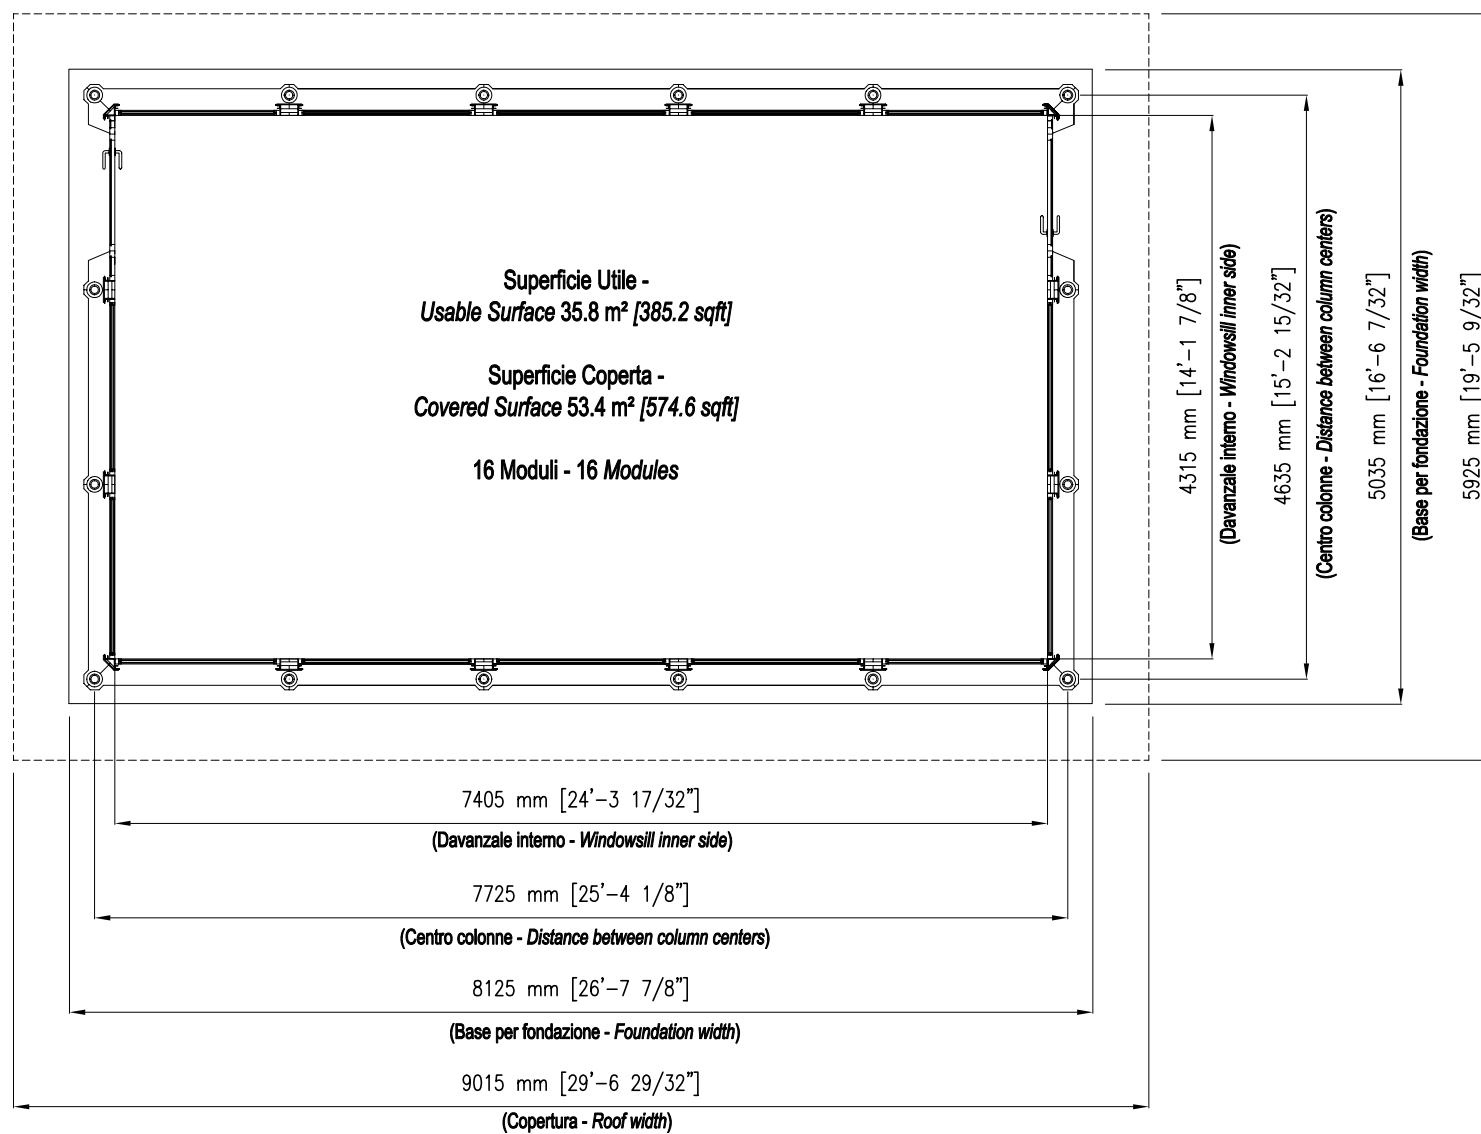 Superficie Utile -
Usable Surface 35.8 m² [385.2 sqft]
Superficie Coperta -
Covered Surface 53.4 m² [574.6 sqft]
16 Moduli - 16 Modules
4315 mm [14'-1 7/8"]
(Davanzale interno - Windowsill inner side)
4635 mm [15'-2 15/32"]
(Centro colonne - Distance between column centers)
5035 mm [16'-6 7/32"]
(Base per fondazione - Foundation width)
5925 mm [19'-5 9/32"]
7405 mm [24'-3 17/32"]
(Davanzale interno - Windowsill inner side)
7725 mm [25'-4 1/8"]
(Centro colonne - Distance between column centers)
8125 mm [26'-7 7/8"]
(Base per fondazione - Foundation width)
9015 mm [29'-6 29/32"]
(Copertura - Roof width)